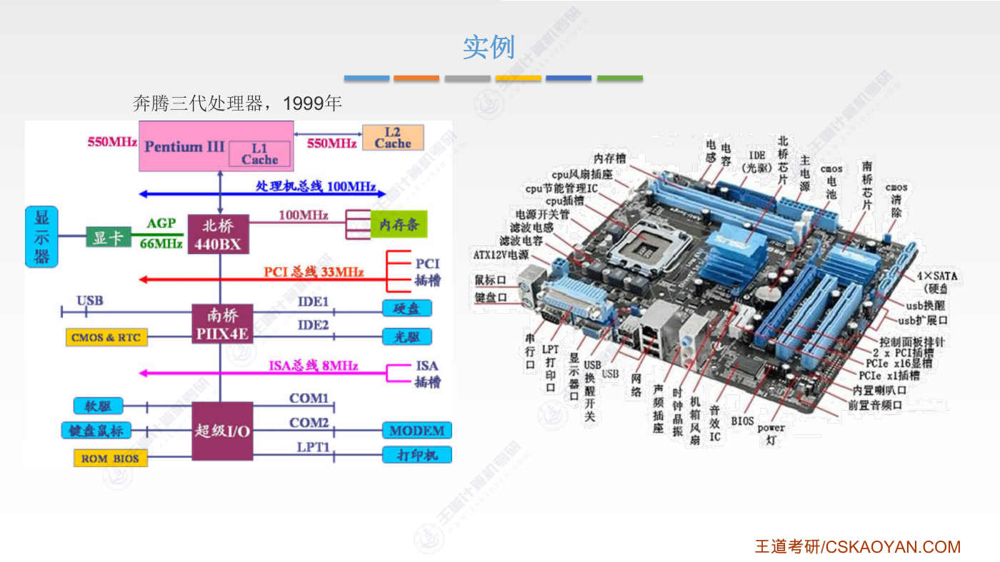 实例
奔腾三代处理器，1999年
550MHz
Pentium III
L1
Cache
550MHz
L2
Cache
处理机总线 100MHz
显示器
显卡
AGP
66MHz
北桥
440BX
100MHz
内存条
PCI 总线 33MHz
PCI
插槽
USB
CMOS & RTC
南桥
PIIX4E
IDE1
硬盘
IDE2
光驱
ISA总线 8MHz
ISA
插槽
软驱
键盘鼠标
ROM BIOS
超级I/O
COM1
COM2
MODEM
LPT1
打印机
内存槽
cpu风扇插座
cpu节能管理IC
cpu插槽
电源开关管
滤波电感
滤波电容
ATX12V电源
鼠标口
键盘口
电感
电容
IDE
(光驱)
北桥芯片
主电源
cmos
电池
南桥芯片
cmos
清除
4×SATA
(硬盘
usb换醒
usb扩展口
控制面板排针
2 x PCI插槽
PCIe x16显槽
PCIe x1插槽
内置喇叭口
前置音频口
串行口
LPT
打印口
显示器口
USB
换醒开关
USB
网络
声频插座
时钟晶振
机箱风扇
音效
IC
BIOS
power
灯
王道考研/CSKAOYAN.COM
王道计算机考研